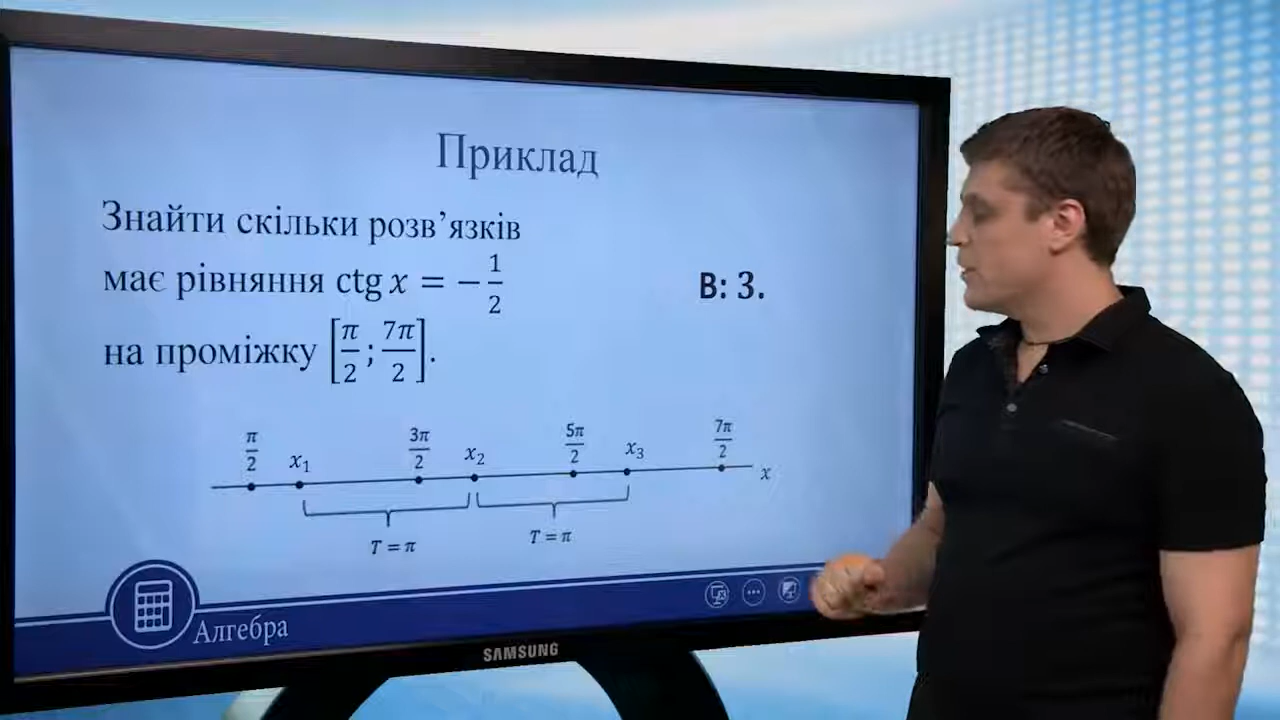 Приклад
Знайти скільки розв’язків
має рівняння ctg x = −1/2
на проміжку [π/2; 7π/2].
В: 3.
π/2 x₁ 3π/2 x₂ 5π/2 x₃ 7π/2 x
T = π T = π
Алгебра
SAMSUNG